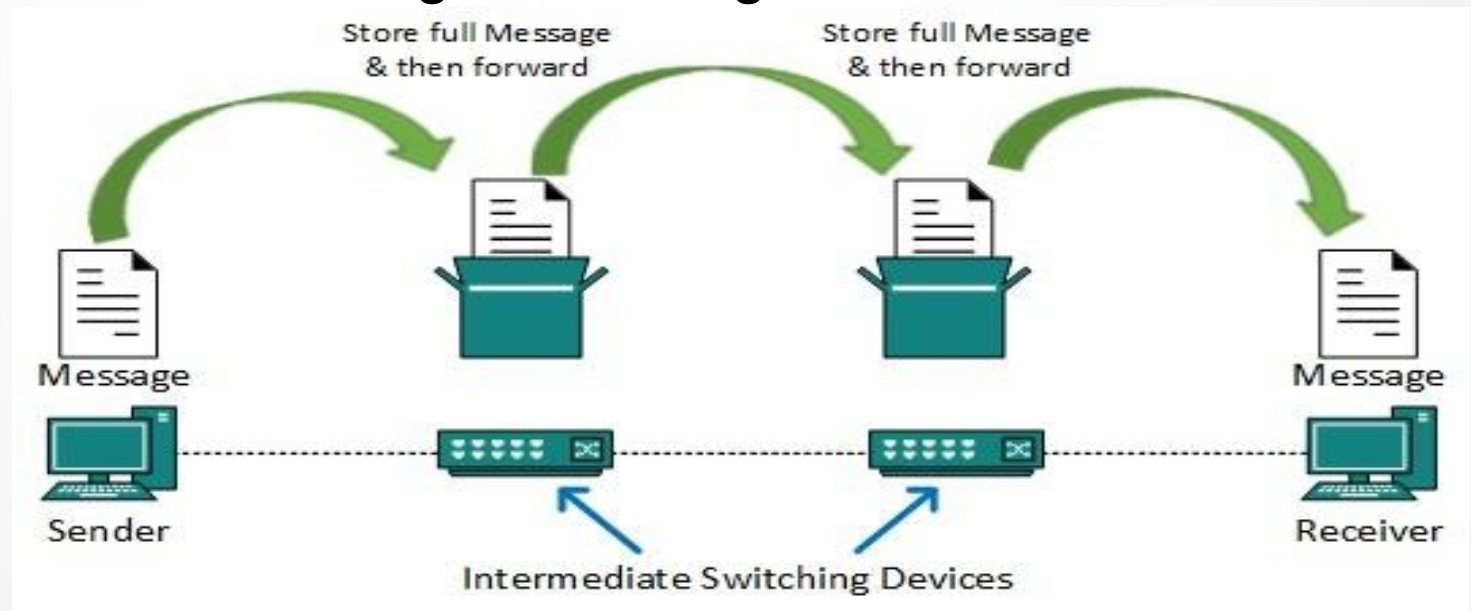 Store full Message
& then forward
Store full Message
& then forward
Message
Message
Sender
Receiver
Intermediate Switching Devices